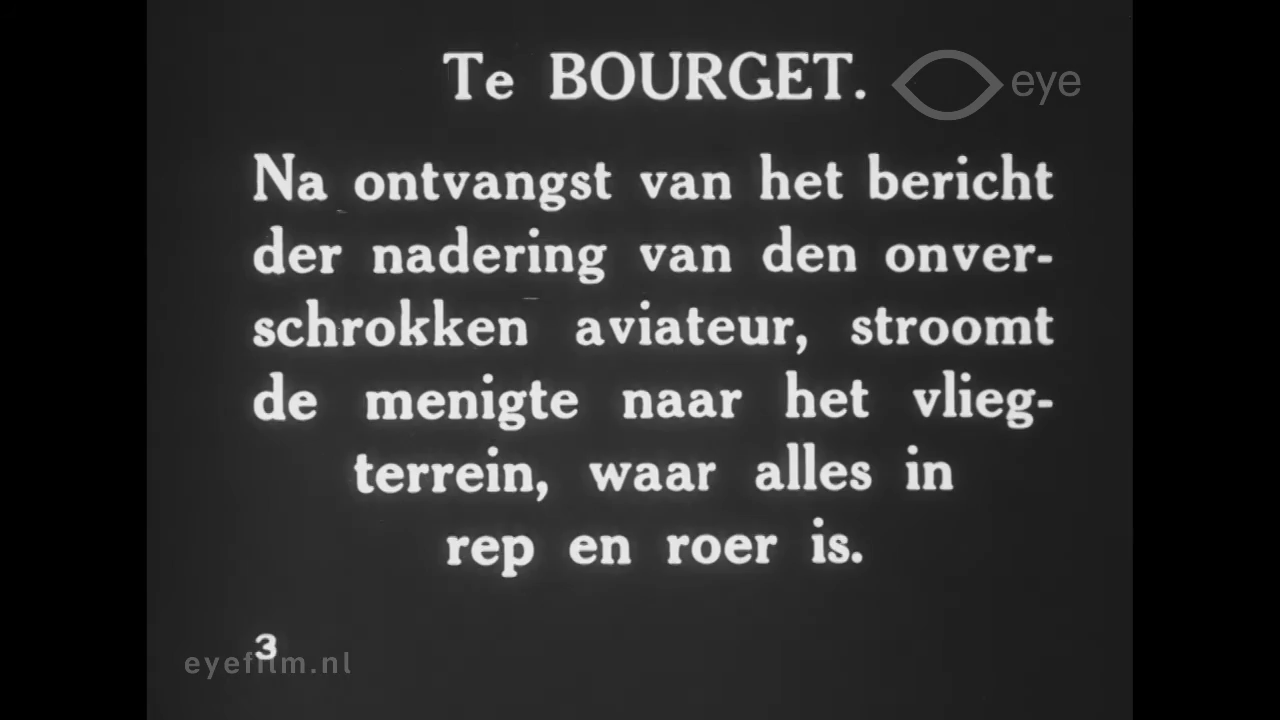 Te BOURGET.
eye
Na ontvangst van het bericht
der nadering van den onver-
schrokken aviateur, stroomt
de menigte naar het vlieg-
terrein, waar alles in
rep en roer is.
3
eyefilm.nl